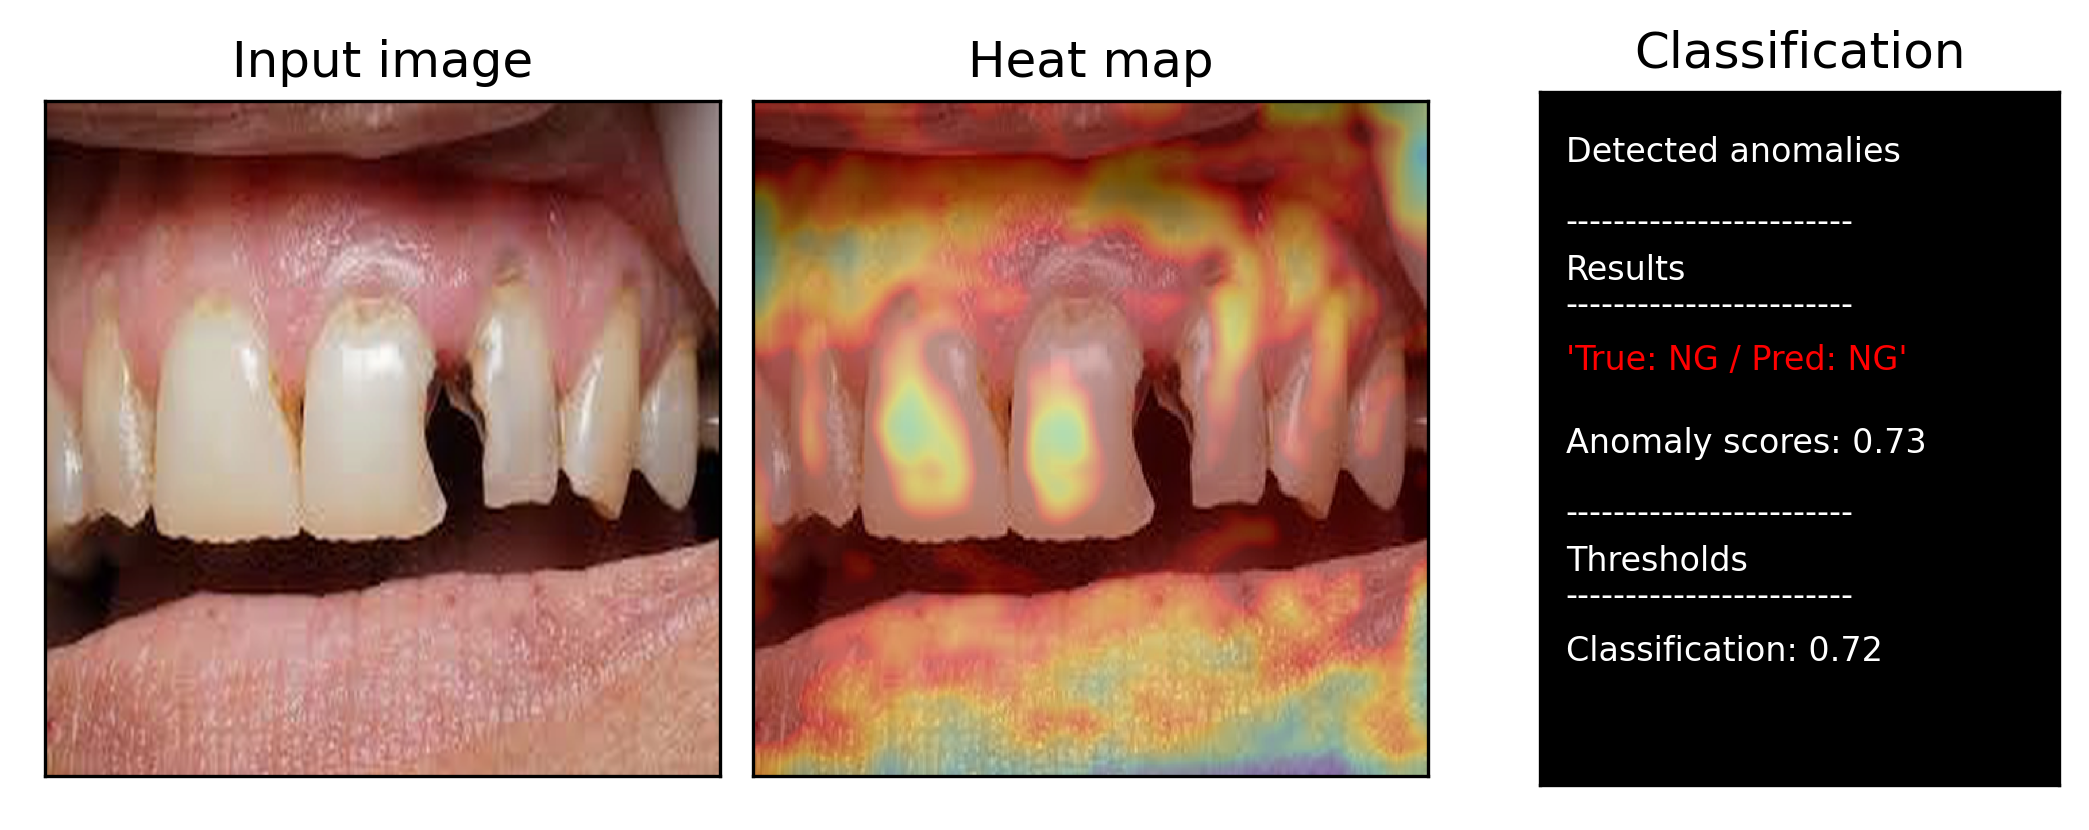 Input image
Heat map
Classification
Detected anomalies
------------------------
Results
------------------------
'True: NG / Pred: NG'
Anomaly scores: 0.73
------------------------
Thresholds
------------------------
Classification: 0.72